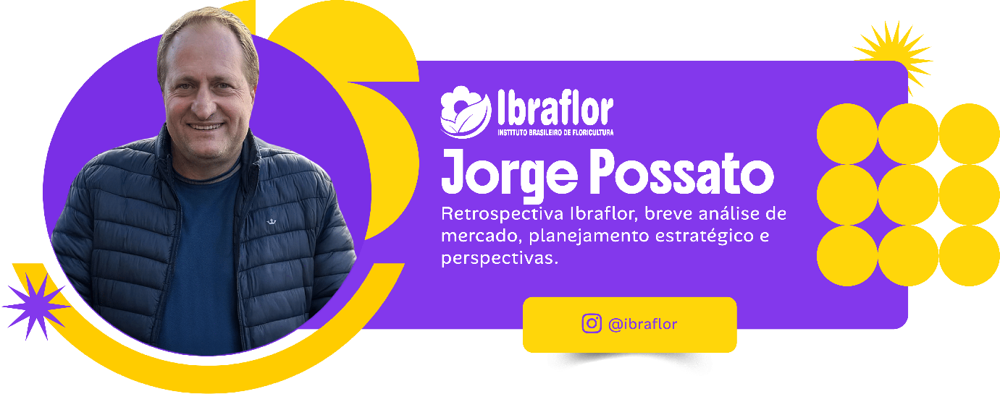 Ibraflor
INSTITUTO BRASILEIRO DE FLORICULTURA
Jorge Possato
Retrospectiva Ibraflor, breve análise de
mercado, planejamento estratégico e
perspectivas.
@ibraflor